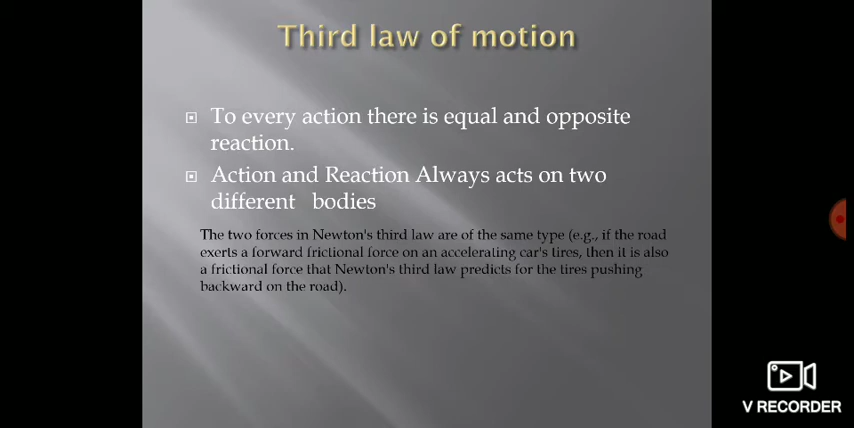 Third law of motion
To every action there is equal and opposite
reaction.
Action and Reaction Always acts on two
different bodies
The two forces in Newton's third law are of the same type (e.g., if the road
exerts a forward frictional force on an accelerating car's tires, then it is also
a frictional force that Newton's third law predicts for the tires pushing
backward on the road).
V RECORDER